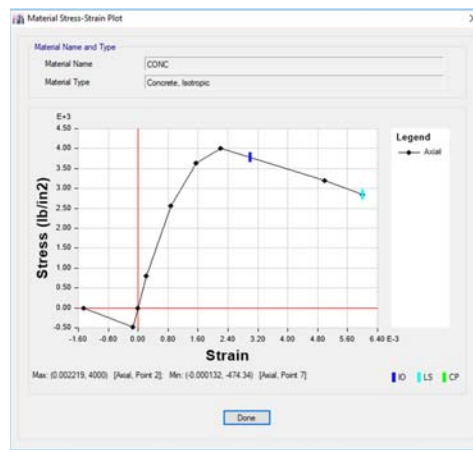 Material Stress-Strain Plot
Material Name and Type
Material Name CONC
Material Type Concrete, Isotropic
E+3
4.50
4.00
3.50
3.00
2.50
2.00
1.50
1.00
0.50
0.00
-0.50
Stress (lb/in2)
-1.60 -0.80 0.00 0.80 1.60 2.40 3.20 4.00 4.80 5.60 6.40 E-3
Strain
Legend
Axial
Max: (0.002219, 4000) [Axial, Point 2]; Min: (-0.000132, -474.34) [Axial, Point 7]
IO LS CP
Done